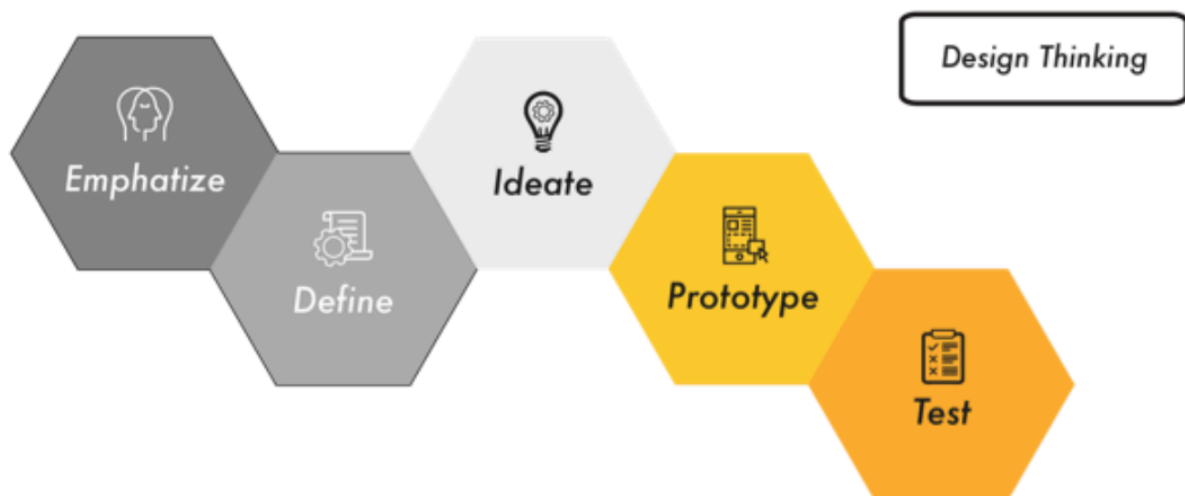 Design Thinking
Emphatize
Define
Ideate
Prototype
Test